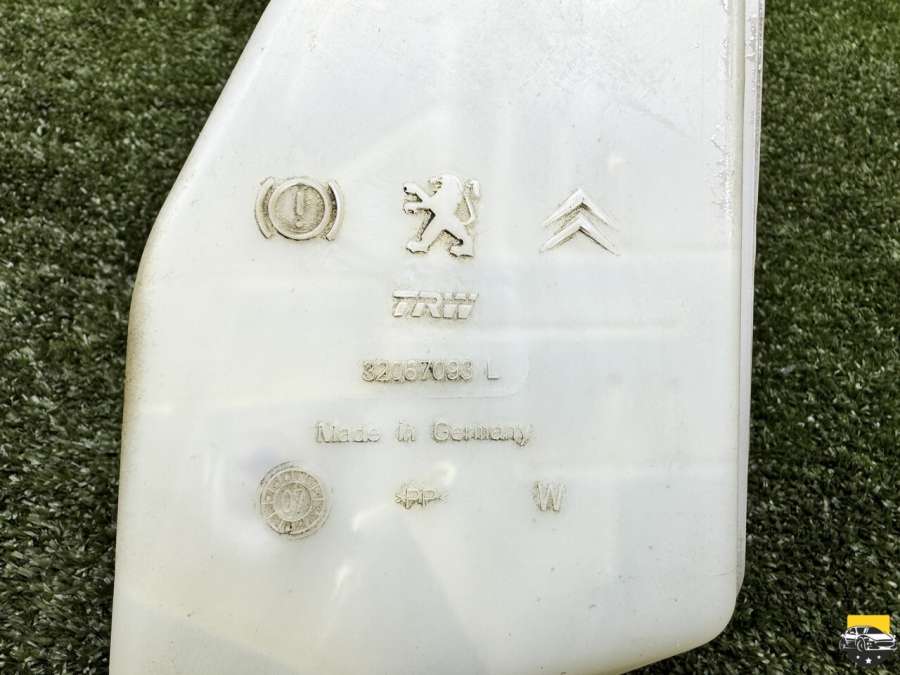 TRW
32067093 L
Made in Germany
>PP< W